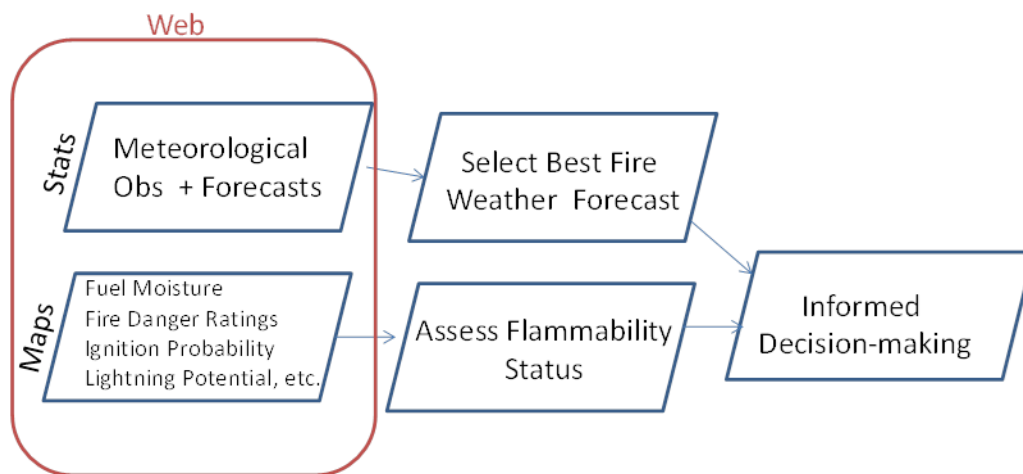 Web
Stats
Meteorological
Obs + Forecasts
Select Best Fire
Weather Forecast
Maps
Fuel Moisture
Fire Danger Ratings
Ignition Probability
Lightning Potential, etc.
Assess Flammability
Status
Informed
Decision-making